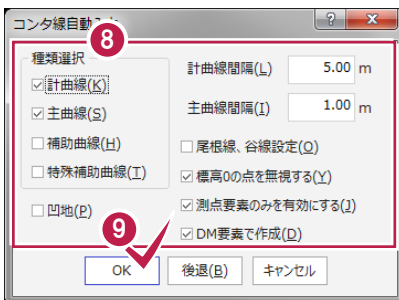 コンタ線自動
8
種類選択
計曲線(K)
主曲線(S)
補助曲線(H)
特殊補助曲線(T)
凹地(P)
計曲線間隔(L) 5.00 m
主曲線間隔(I) 1.00 m
尾根線、谷線設定(O)
標高0の点を無視する(Y)
測点要素のみを有効にする(J)
DM要素で作成(D)
9
OK 後退(B) キャンセル